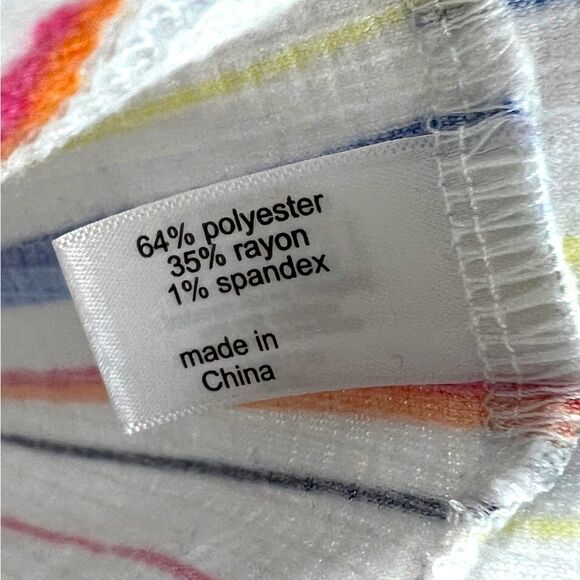 64% polyester
35% rayon
1% spandex
made in
China